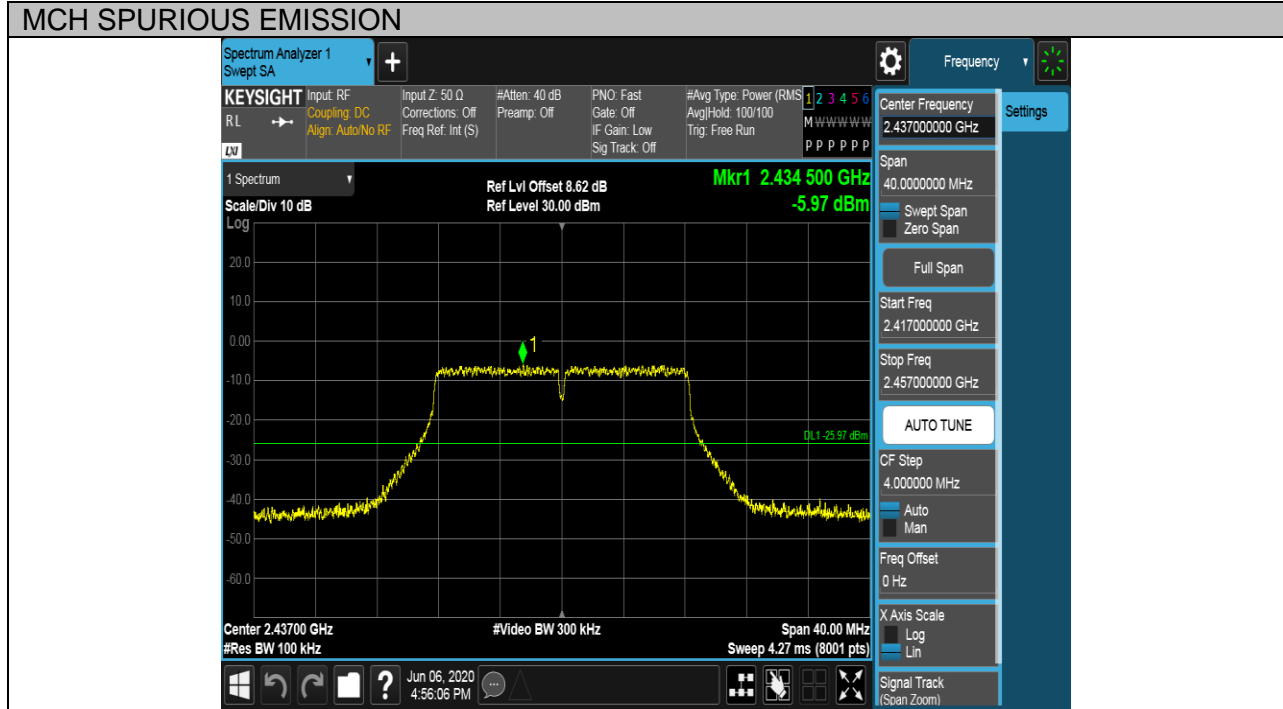 MCH SPURIOUS EMISSION
Spectrum Analyzer 1
Swept SA
+
Frequency
KEYSIGHT
RL
LXI
Input: RF
Coupling: DC
Align: Auto/No RF
Input Z: 50 Ω
Corrections: Off
Freq Ref: Int (S)
#Atten: 40 dB
Preamp: Off
PNO: Fast
Gate: Off
IF Gain: Low
Sig Track: Off
#Avg Type: Power (RMS
Avg|Hold: 100/100
Trig: Free Run
1 2 3 4 5 6
M W W W W W
P P P P P P
1 Spectrum
Scale/Div 10 dB
Log
Ref Lvl Offset 8.62 dB
Ref Level 30.00 dBm
Mkr1 2.434 500 GHz
-5.97 dBm
20.0
10.0
0.00
-10.0
-20.0
-30.0
-40.0
-50.0
-60.0
1
DL1 -25.97 dBm
Center 2.43700 GHz
#Res BW 100 kHz
#Video BW 300 kHz
Span 40.00 MHz
Sweep 4.27 ms (8001 pts)
Center Frequency
2.437000000 GHz
Settings
Span
40.0000000 MHz
Swept Span
Zero Span
Full Span
Start Freq
2.417000000 GHz
Stop Freq
2.457000000 GHz
AUTO TUNE
CF Step
4.000000 MHz
Auto
Man
Freq Offset
0 Hz
X Axis Scale
Log
Lin
Signal Track
(Span Zoom)
?
Jun 06, 2020
4:56:06 PM